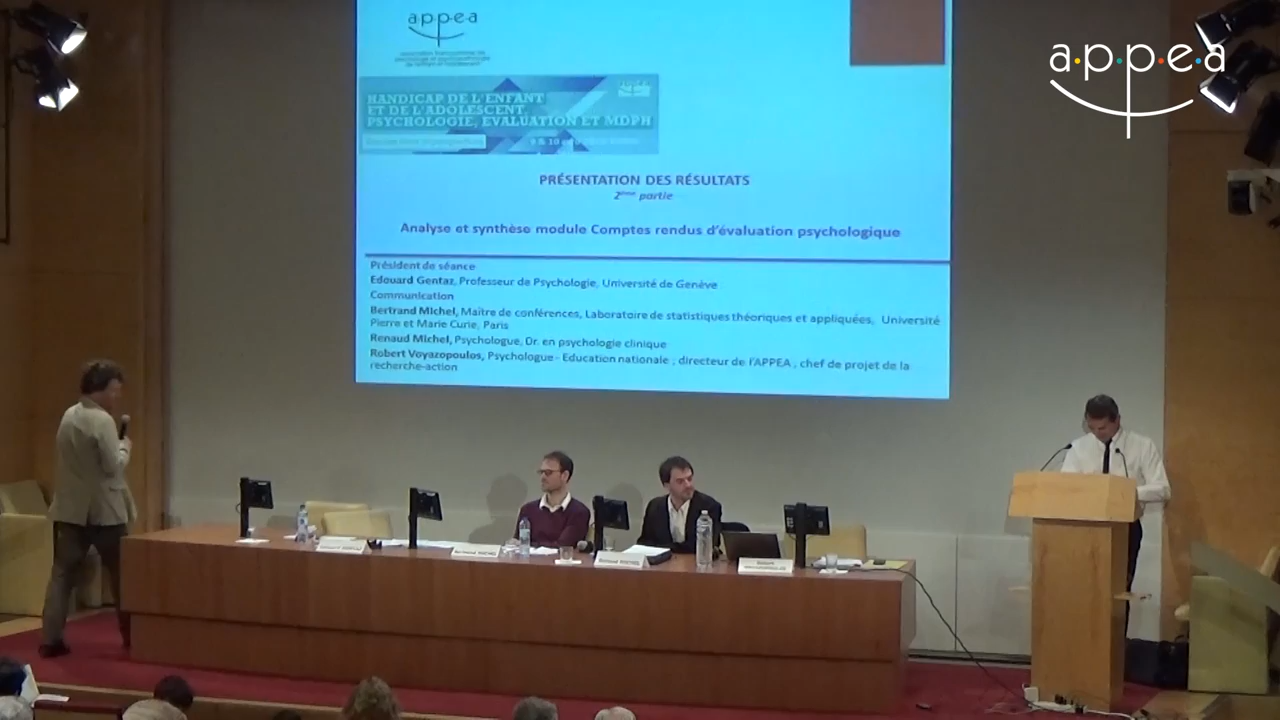 appea
HANDICAP DE L'ENFANT
ET DE L'ADOLESCENT,
PSYCHOLOGIE, EVALUATION ET MDPH
PRÉSENTATION DES RÉSULTATS
2ème partie
Analyse et synthèse module Comptes rendus d'évaluation psychologique
Président de séance
Edouard Gentaz, Professeur de Psychologie, Université de Genève
Communication
Bertrand Michel, Maître de conférences, Laboratoire de statistiques théoriques et appliquées, Université
Pierre et Marie Curie, Paris
Renaud Michel, Psychologue, Dr. en psychologie clinique
Robert Voyazopoulos, Psychologue - Education nationale ; directeur de l'APPEA ; chef de projet de la
recherche-action
a·p·p·e·a